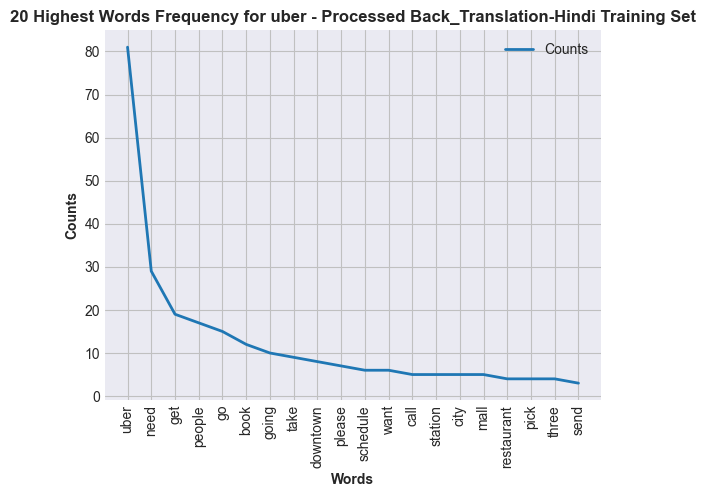 20 Highest Words Frequency for uber - Processed Back_Translation-Hindi Training Set
Counts
80
70
60
50
40
30
20
10
0
Counts
uber
need
get
people
go
book
going
take
downtown
please
schedule
want
call
station
city
mall
restaurant
pick
three
send
Words